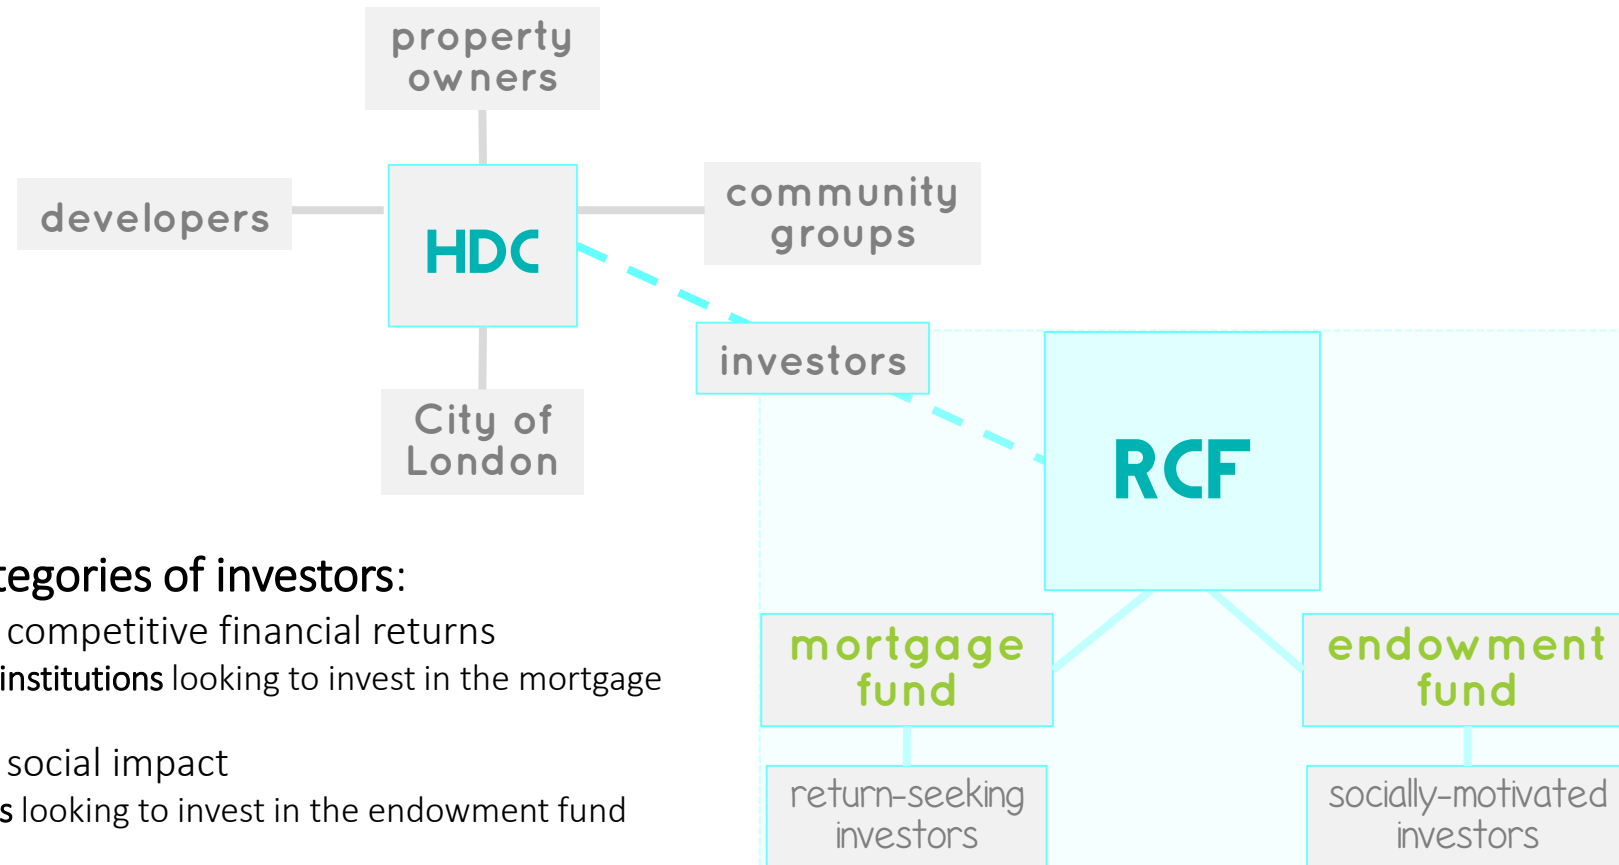 property
owners
developers
HDC
community
groups
investors
City of
London
RCF
categories of investors:
competitive financial returns
institutions looking to invest in the mortgage
social impact
looking to invest in the endowment fund
mortgage
fund
endowment
fund
return-seeking
investors
socially-motivated
investors